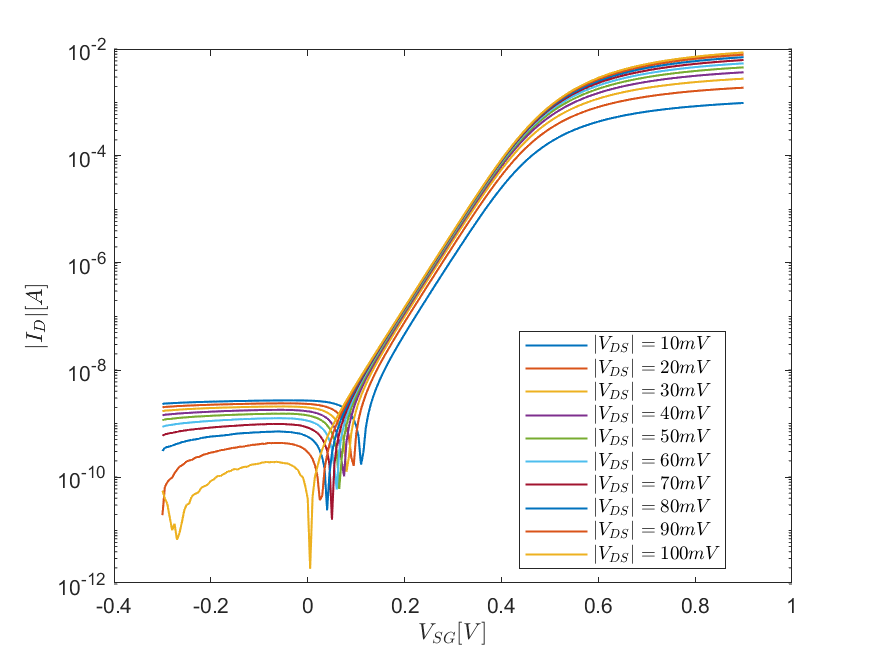 10^-2
10^-4
10^-6
10^-8
10^-10
10^-12
-0.4 -0.2 0 0.2 0.4 0.6 0.8 1
|I_D|[A]
V_SG[V]
|V_DS| = 10mV
|V_DS| = 20mV
|V_DS| = 30mV
|V_DS| = 40mV
|V_DS| = 50mV
|V_DS| = 60mV
|V_DS| = 70mV
|V_DS| = 80mV
|V_DS| = 90mV
|V_DS| = 100mV